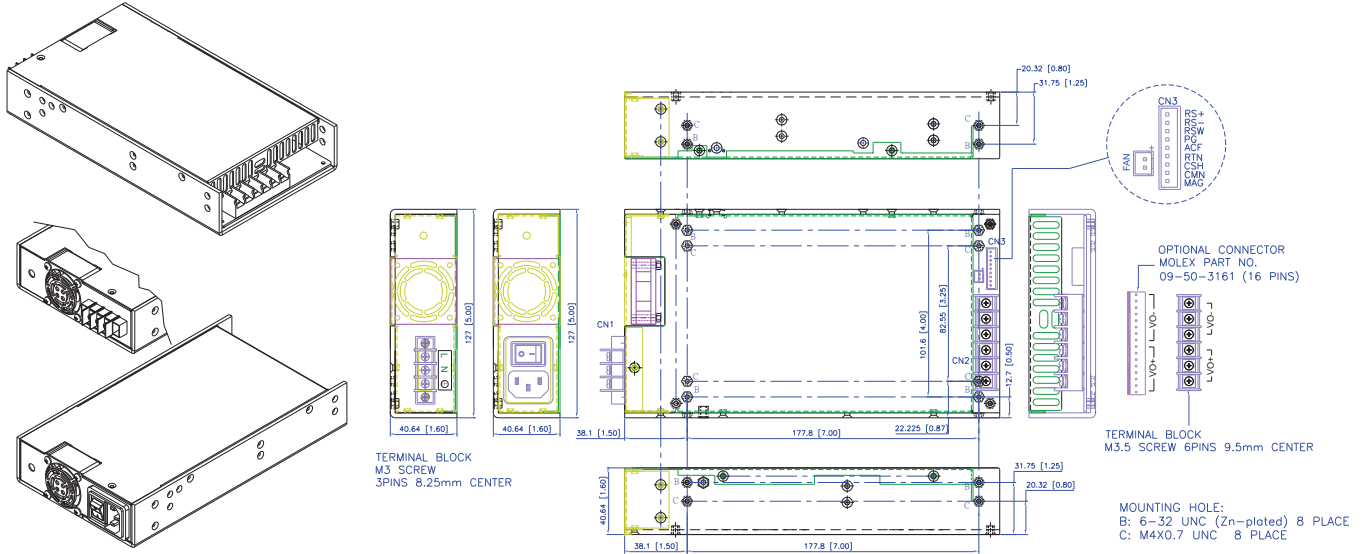 20.32 [0.80]
31.75 [1.25]
C
B
C
B
CN3
RS+
RS-
RSW
PG
ACF
RTN
CSH
CMN
MAG
FAN
+
127 [5.00]
127 [5.00]
L
N
40.64 [1.60]
40.64 [1.60]
TERMINAL BLOCK
M3 SCREW
3PINS 8.25mm CENTER
CN1
B
C
B
C
CN3
CN2
C
B
C
B
101.6 [4.00]
82.55 [3.25]
12.7 [0.50]
38.1 [1.50]
177.8 [7.00]
22.225 [0.87]
OPTIONAL CONNECTOR
MOLEX PART NO.
09-50-3161 (16 PINS)
VO-
VO+
VO-
VO+
TERMINAL BLOCK
M3.5 SCREW 6PINS 9.5mm CENTER
31.75 [1.25]
20.32 [0.80]
B
C
B
C
40.64 [1.60]
38.1 [1.50]
177.8 [7.00]
MOUNTING HOLE:
B: 6-32 UNC (Zn-plated) 8 PLACE
C: M4X0.7 UNC 8 PLACE